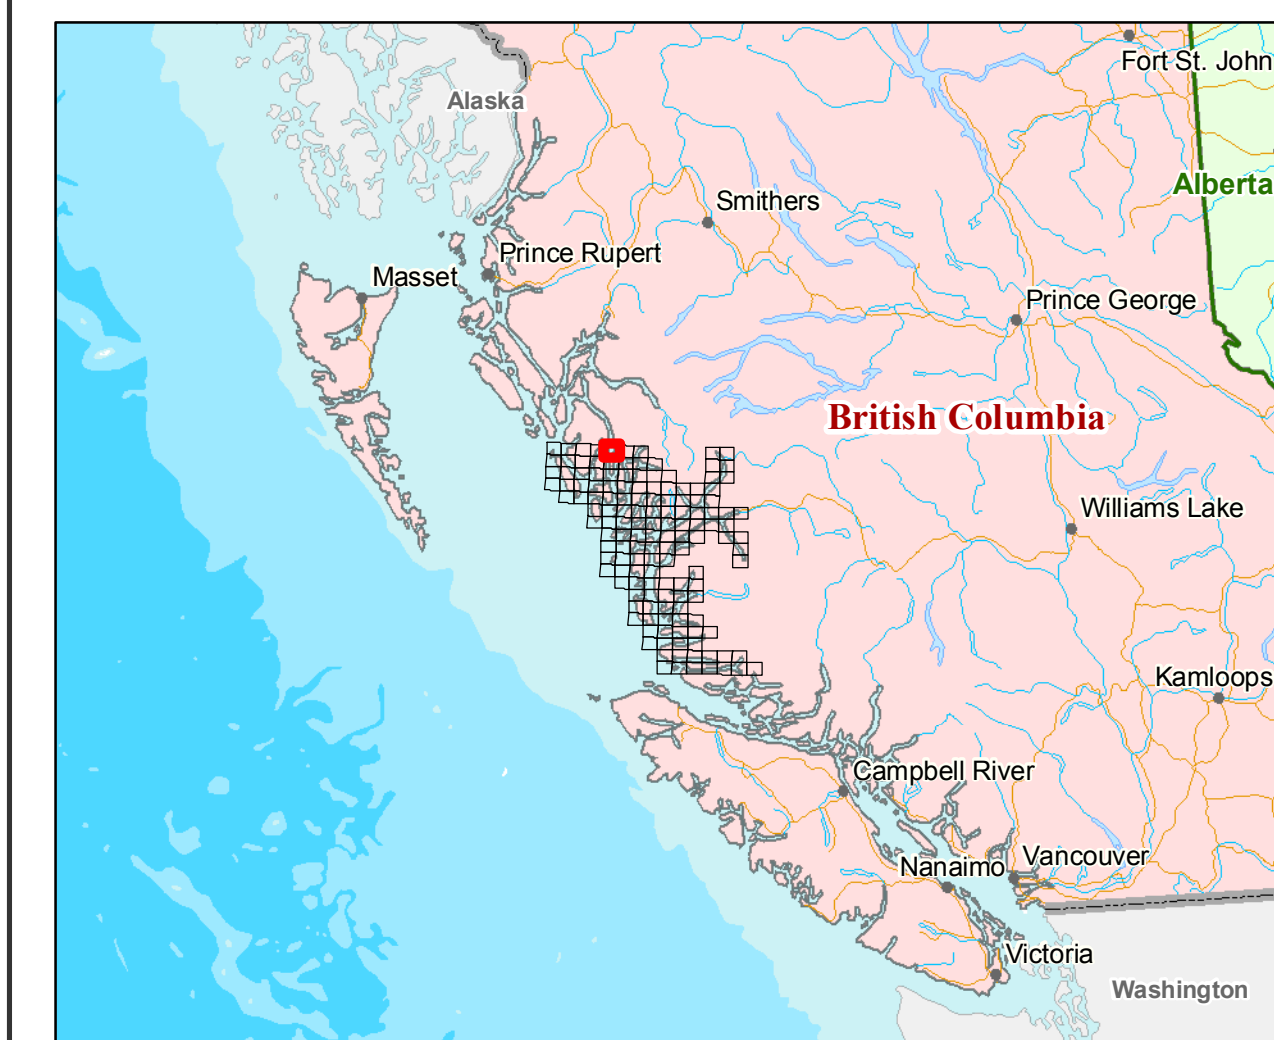 Fort St. John
Alaska
Alberta
Smithers
Prince Rupert
Masset
Prince George
British Columbia
Williams Lake
Kamloops
Campbell River
Vancouver
Nanaimo
Victoria
Washington